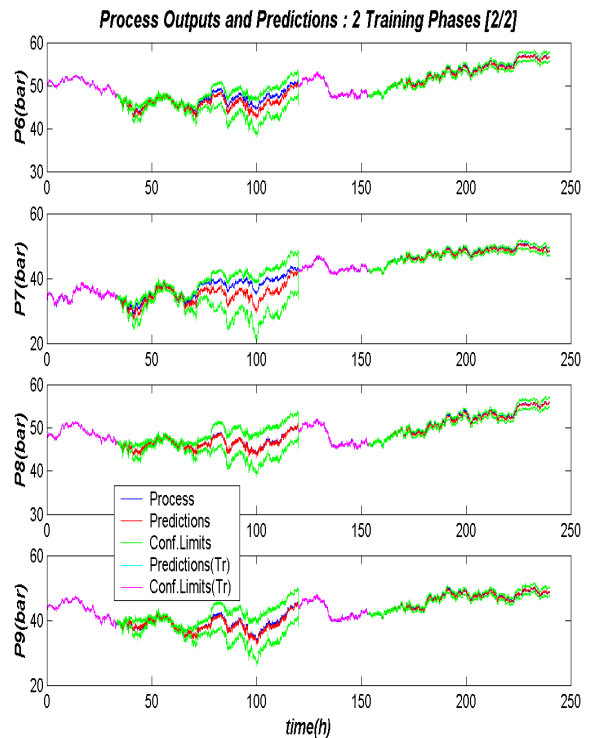 Process Outputs and Predictions : 2 Training Phases [2/2]
P6(bar)
60
50
40
30
0 50 100 150 200 250
P7(bar)
60
40
20
0 50 100 150 200 250
P8(bar)
60
50
40
30
0 50 100 150 200 250
Process
Predictions
Conf.Limits
Predictions(Tr)
Conf.Limits(Tr)
P9(bar)
60
40
20
0 50 100 150 200 250
time(h)